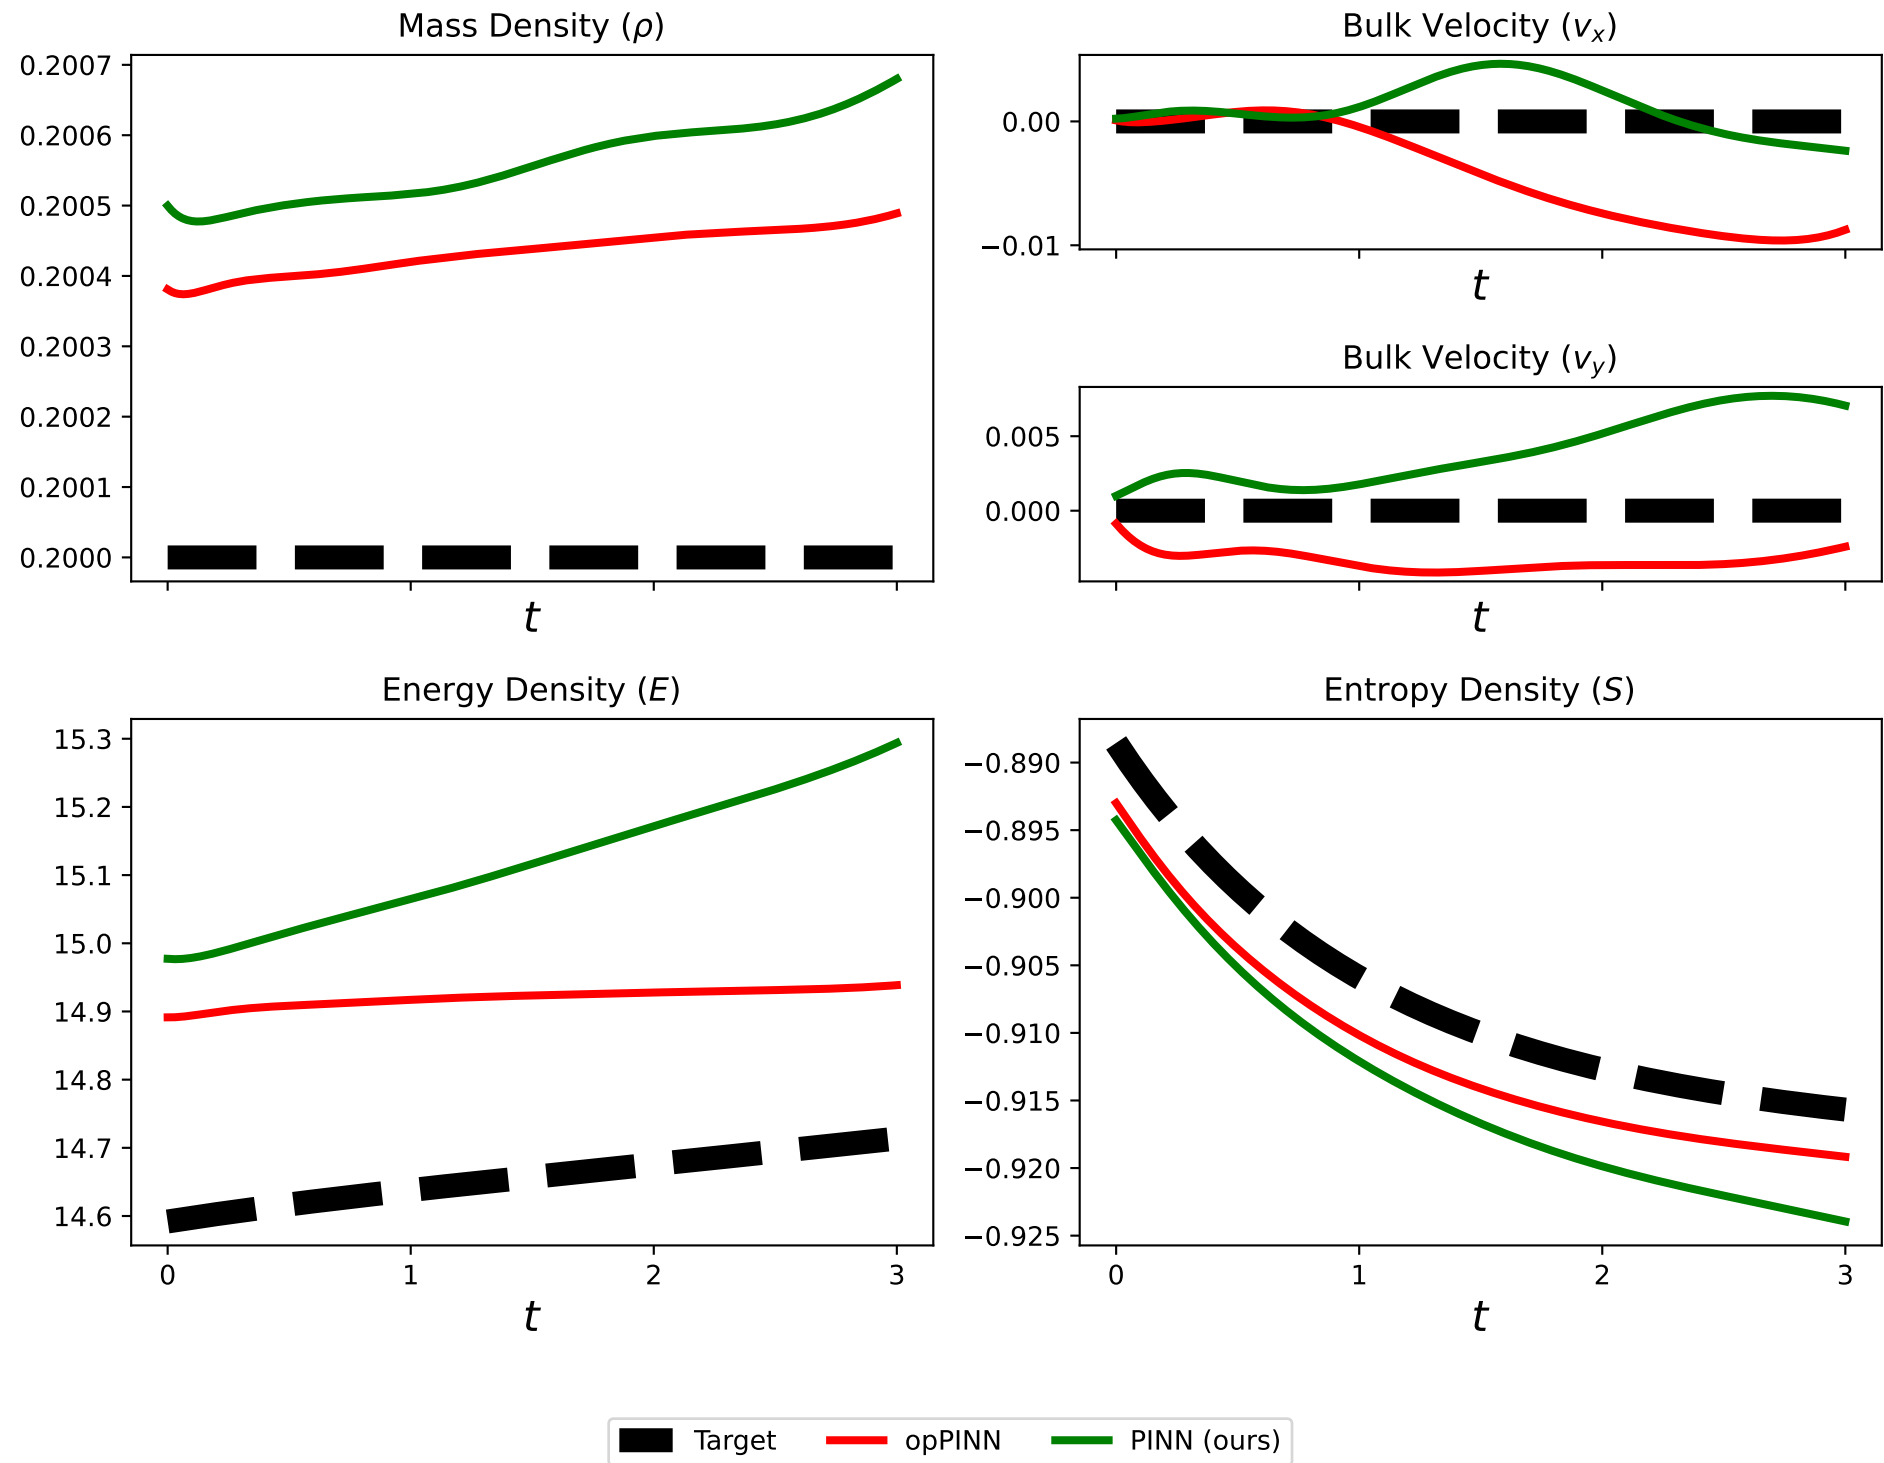 Mass Density (ρ)
0.2007
0.2006
0.2005
0.2004
0.2003
0.2002
0.2001
0.2000
t
Bulk Velocity (vₓ)
0.00
−0.01
t
Bulk Velocity (v_y)
0.005
0.000
t
Energy Density (E)
15.3
15.2
15.1
15.0
14.9
14.8
14.7
14.6
0 1 2 3
t
Entropy Density (S)
−0.890
−0.895
−0.900
−0.905
−0.910
−0.915
−0.920
−0.925
0 1 2 3
t
Target opPINN PINN (ours)